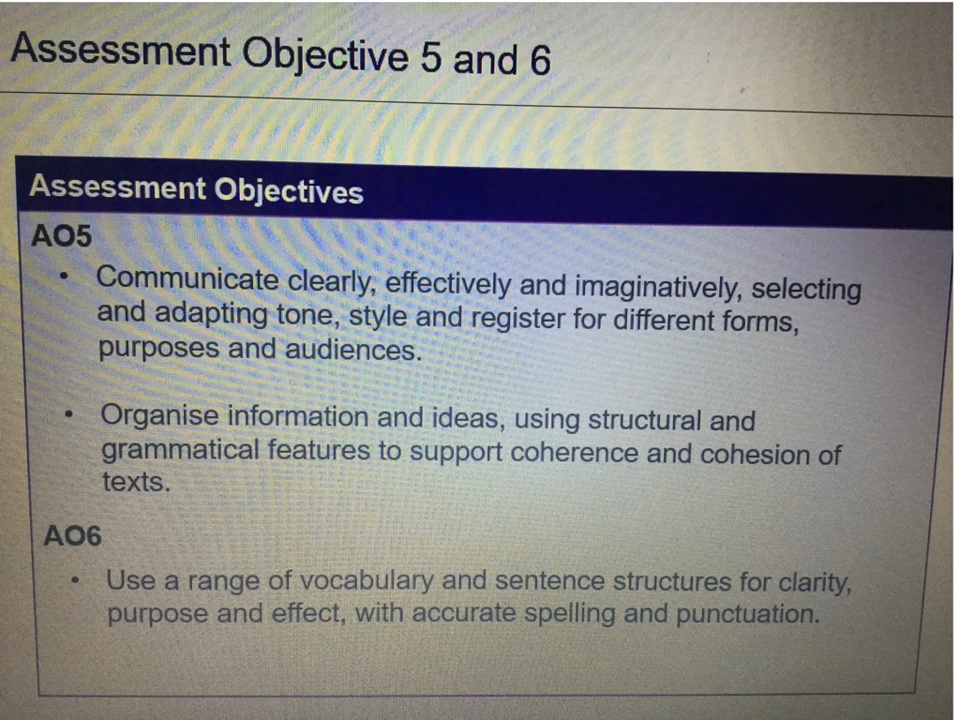 Assessment Objective 5 and 6
Assessment Objectives
AO5
• Communicate clearly, effectively and imaginatively, selecting
and adapting tone, style and register for different forms,
purposes and audiences.
• Organise information and ideas, using structural and
grammatical features to support coherence and cohesion of
texts.
AO6
• Use a range of vocabulary and sentence structures for clarity,
purpose and effect, with accurate spelling and punctuation.